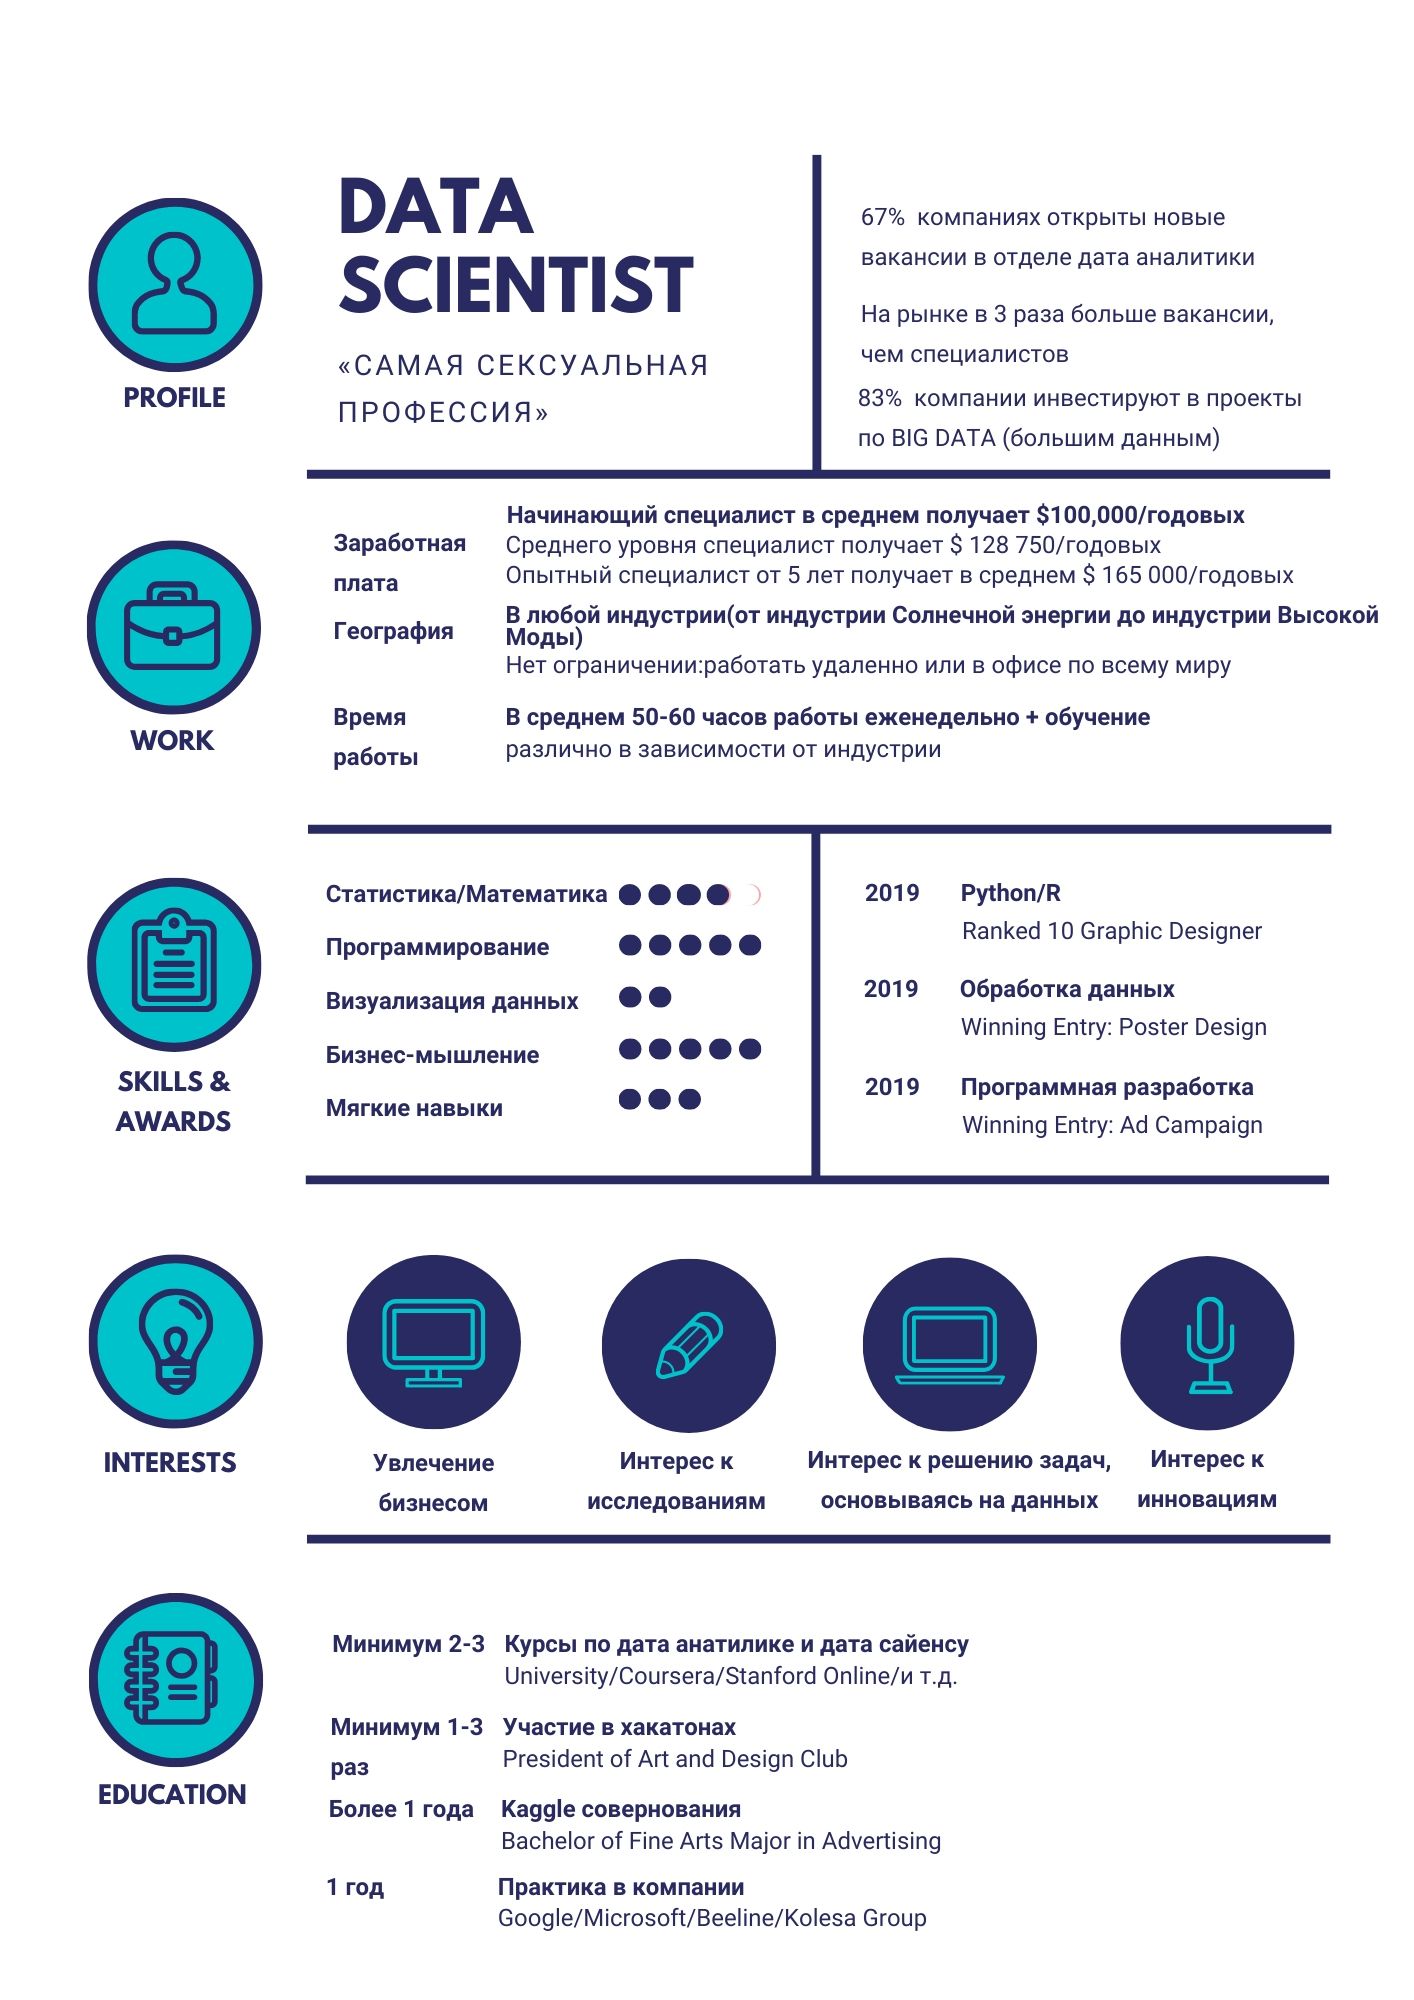 DATA
SCIENTIST
«САМАЯ СЕКСУАЛЬНАЯ
ПРОФЕССИЯ»
PROFILE
67%  компаниях открыты новые
вакансии в отделе дата аналитики
На рынке в 3 раза больше вакансии,
чем специалистов
83%  компании инвестируют в проекты
по BIG DATA (большим данным)
WORK
Заработная
плата
Начинающий специалист в среднем получает $100,000/годовых
Среднего уровня специалист получает $ 128 750/годовых
Опытный специалист от 5 лет получает в среднем $ 165 000/годовых
География
В любой индустрии(от индустрии Солнечной энергии до индустрии Высокой
Моды)
Нет ограничении:работать удаленно или в офисе по всему миру
Время
работы
В среднем 50-60 часов работы еженедельно + обучение
различно в зависимости от индустрии
SKILLS &
AWARDS
Статистика/Математика
Программирование
Визуализация данных
Бизнес-мышление
Мягкие навыки
2019 Python/R
Ranked 10 Graphic Designer
2019 Обработка данных
Winning Entry: Poster Design
2019 Программная разработка
Winning Entry: Ad Campaign
INTERESTS
Увлечение
бизнесом
Интерес к
исследованиям
Интерес к решению задач,
основываясь на данных
Интерес к
инновациям
EDUCATION
Минимум 2-3 Курсы по дата анатилике и дата сайенсу
University/Coursera/Stanford Online/и т.д.
Минимум 1-3
раз
Участие в хакатонах
President of Art and Design Club
Более 1 года Kaggle совернования
Bachelor of Fine Arts Major in Advertising
1 год Практика в компании
Google/Microsoft/Beeline/Kolesa Group